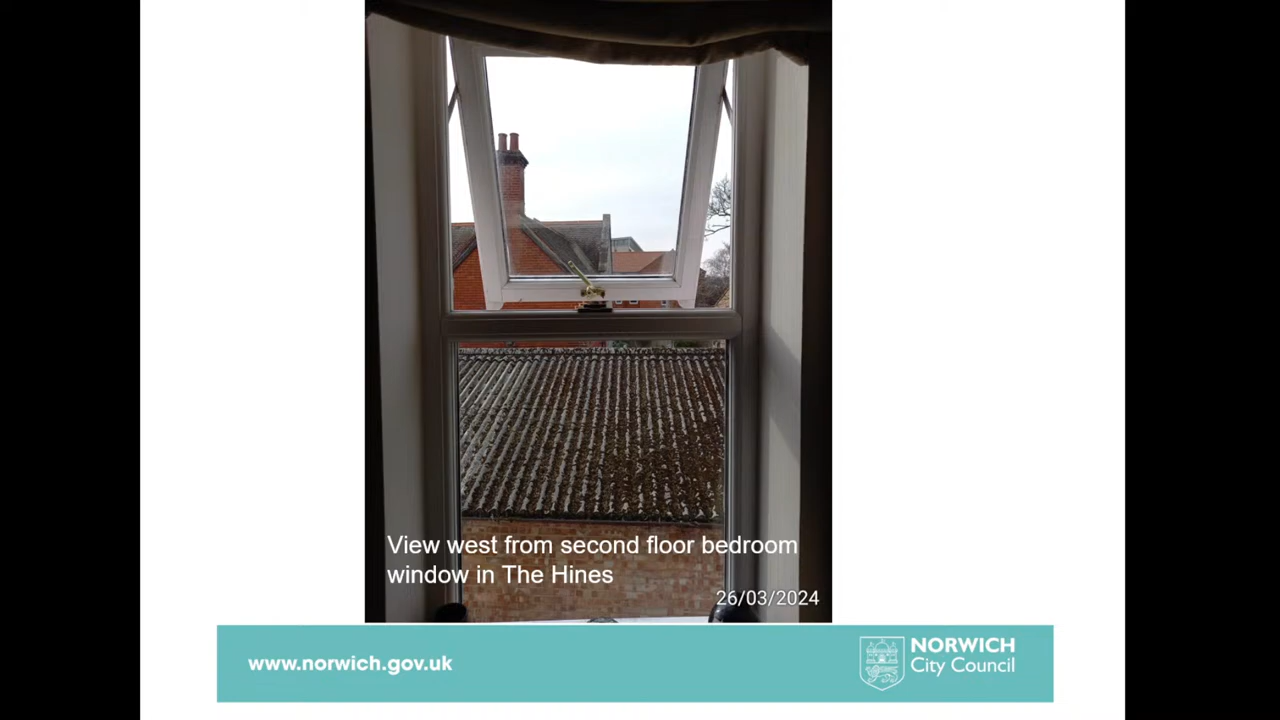 View west from second floor bedroom
window in The Hines
26/03/2024
www.norwich.gov.uk
NORWICH
City Council